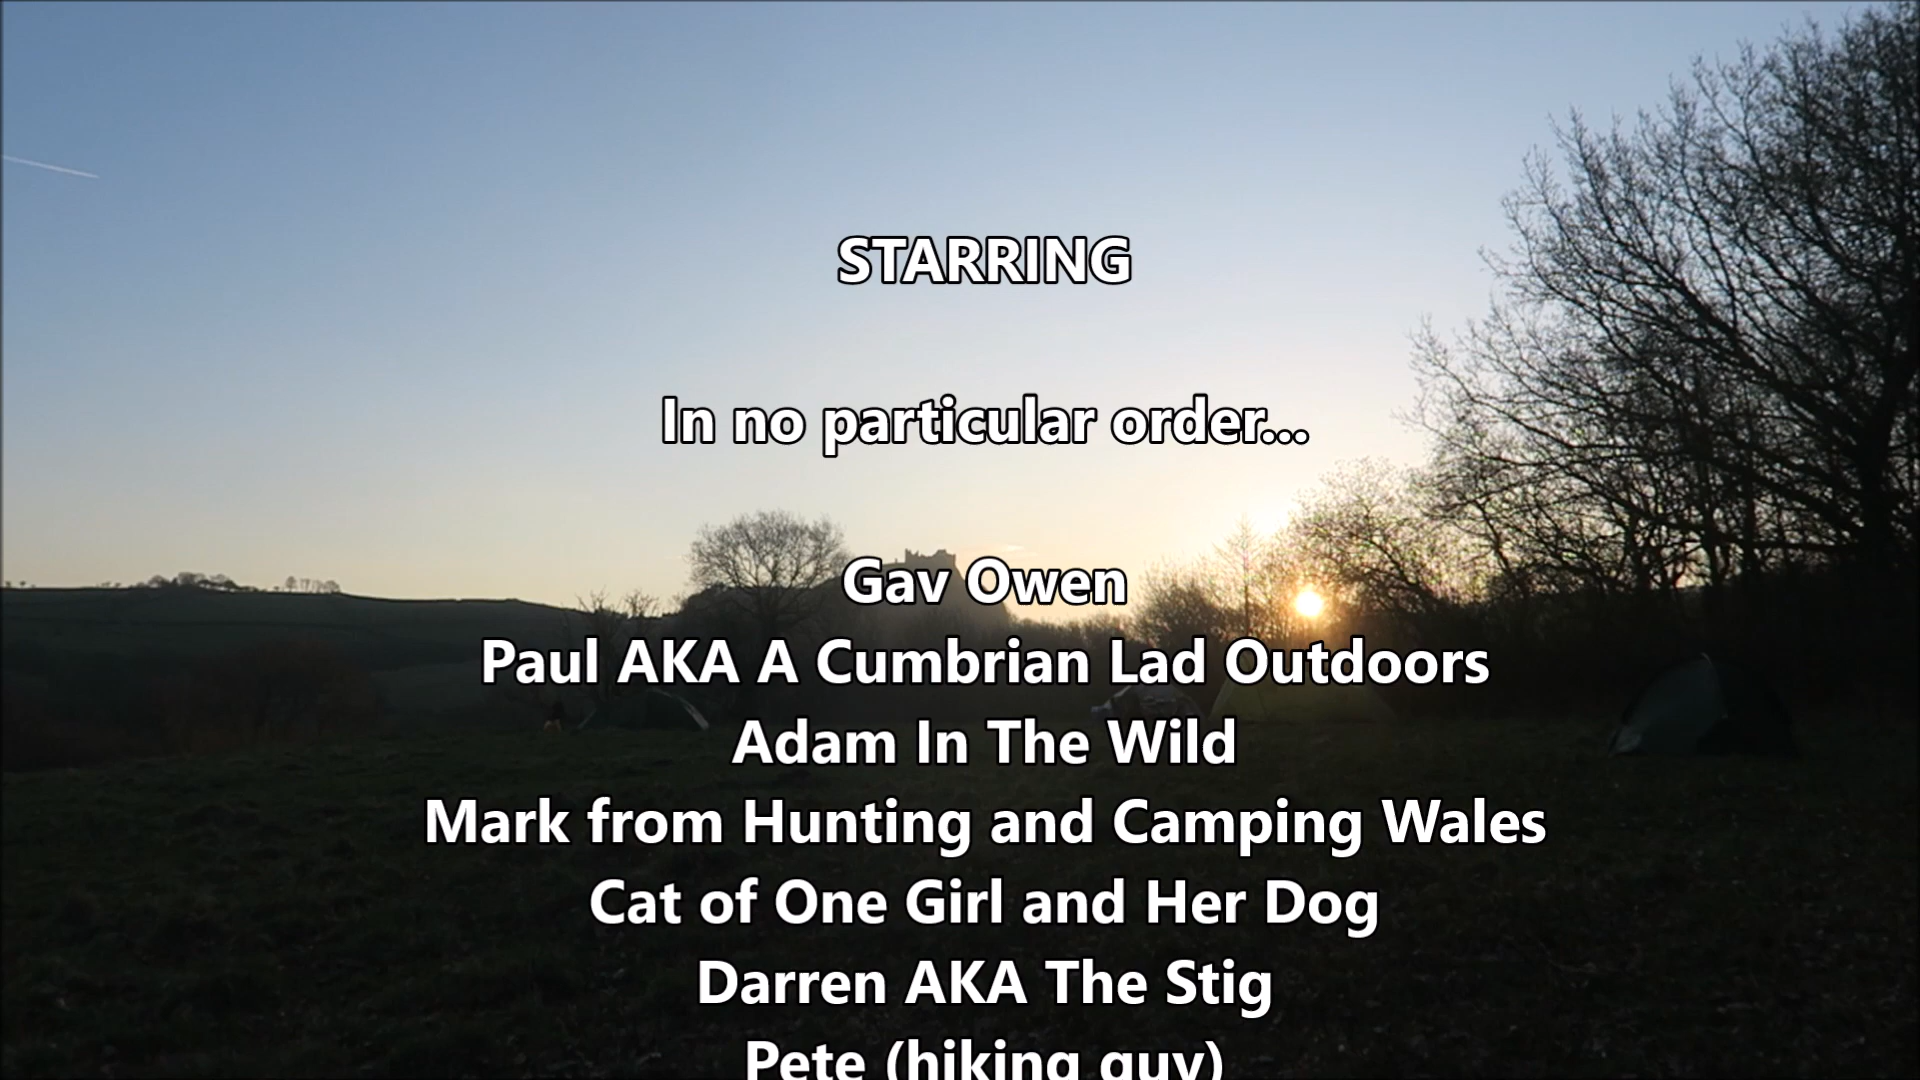 STARRING
In no particular order...
Gav Owen
Paul AKA A Cumbrian Lad Outdoors
Adam In The Wild
Mark from Hunting and Camping Wales
Cat of One Girl and Her Dog
Darren AKA The Stig
Pete (hiking guy)